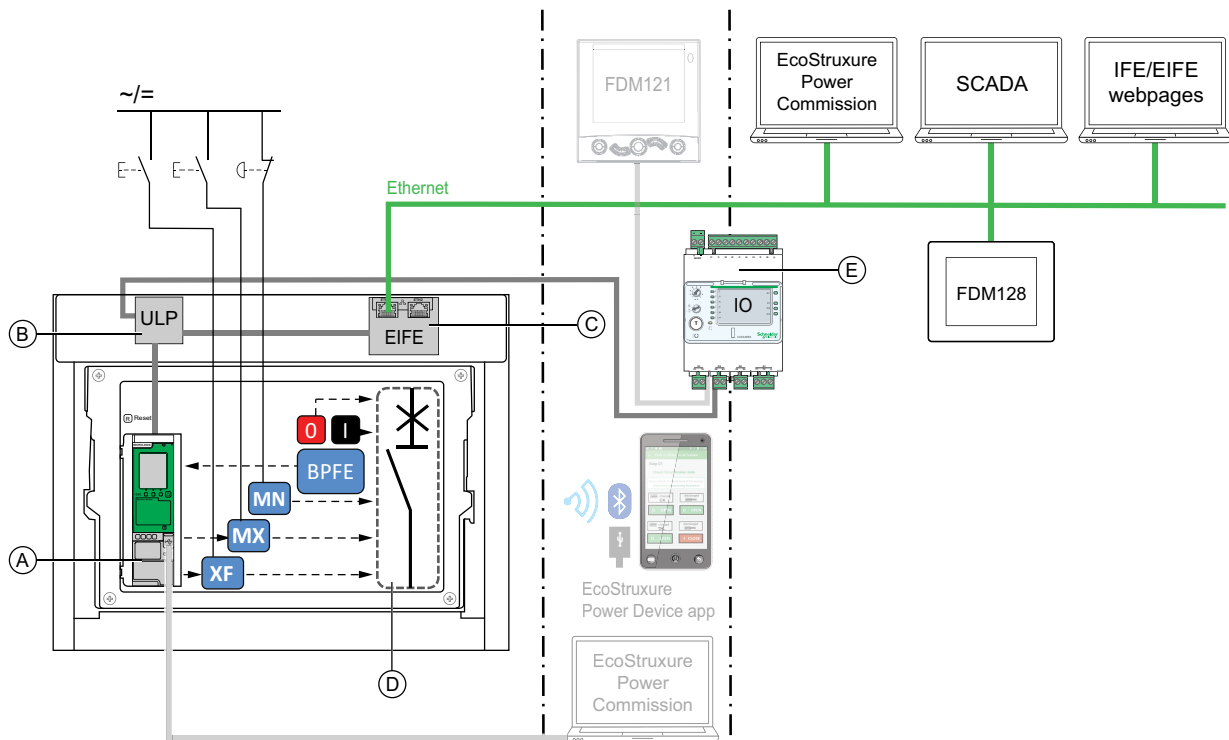 ~/=
FDM121
EcoStruxure
Power
Commission
SCADA
IFE/EIFE
webpages
Ethernet
E
IO
Schneider
FDM128
ULP
B
EIFE
C
R Reset
0
I
BPFE
MN
MX
XF
A
D
EcoStruxure
Power Device app
EcoStruxure
Power
Commission